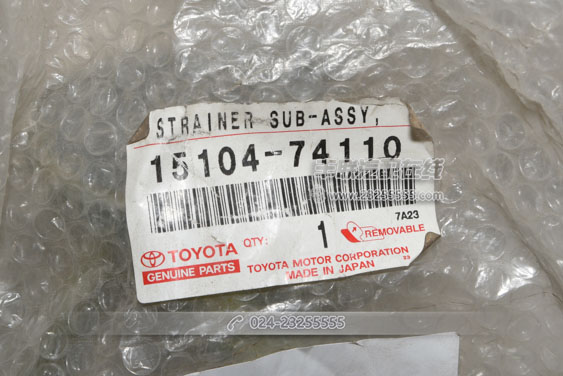 STRAINER SUB-ASSY,
15104-74110
7A23
TOYOTA QTY. 1 REMOVABLE
GENUINE PARTS TOYOTA MOTOR CORPORATION
MADE IN JAPAN
024-23255555